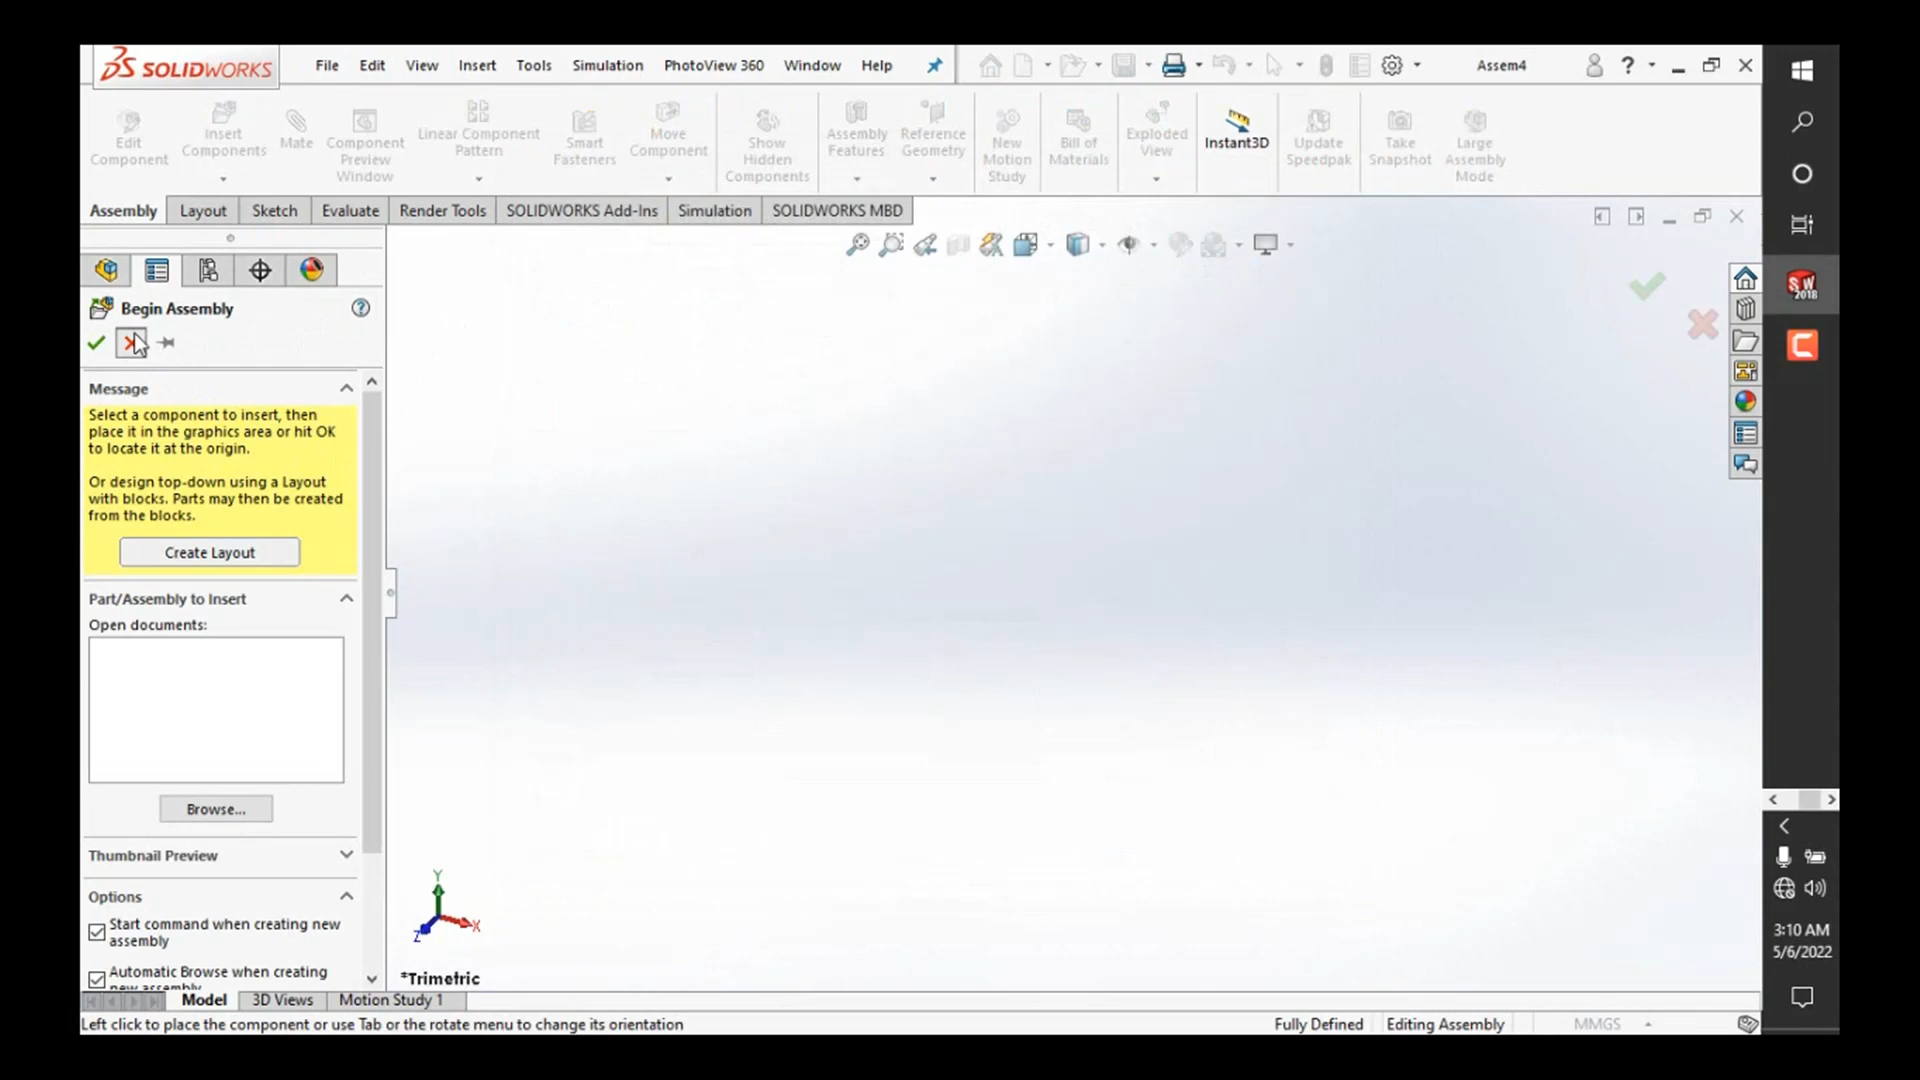 SOLIDWORKS File Edit View Insert Tools Simulation PhotoView 360 Window Help Assem4 ?
Edit Component
Insert Components
Mate
Component Preview Window
Linear Component Pattern
Smart Fasteners
Move Component
Show Hidden Components
Assembly Features
Reference Geometry
New Motion Study
Bill of Materials
Exploded View
Instant3D
Update Speedpak
Take Snapshot
Large Assembly Mode
Assembly Layout Sketch Evaluate Render Tools SOLIDWORKS Add-Ins Simulation SOLIDWORKS MBD
Begin Assembly ?
Message
Select a component to insert, then
place it in the graphics area or hit OK
to locate it at the origin.
Or design top-down using a Layout
with blocks. Parts may then be created
from the blocks.
Create Layout
Part/Assembly to Insert
Open documents:
Browse...
Thumbnail Preview
Options
Start command when creating new
assembly
Automatic Browse when creating
new assembly
Y
X
Z
*Trimetric
Model 3D Views Motion Study 1
Left click to place the component or use Tab or the rotate menu to change its orientation Fully Defined Editing Assembly MMGS
SW
2018
3:10 AM
5/6/2022